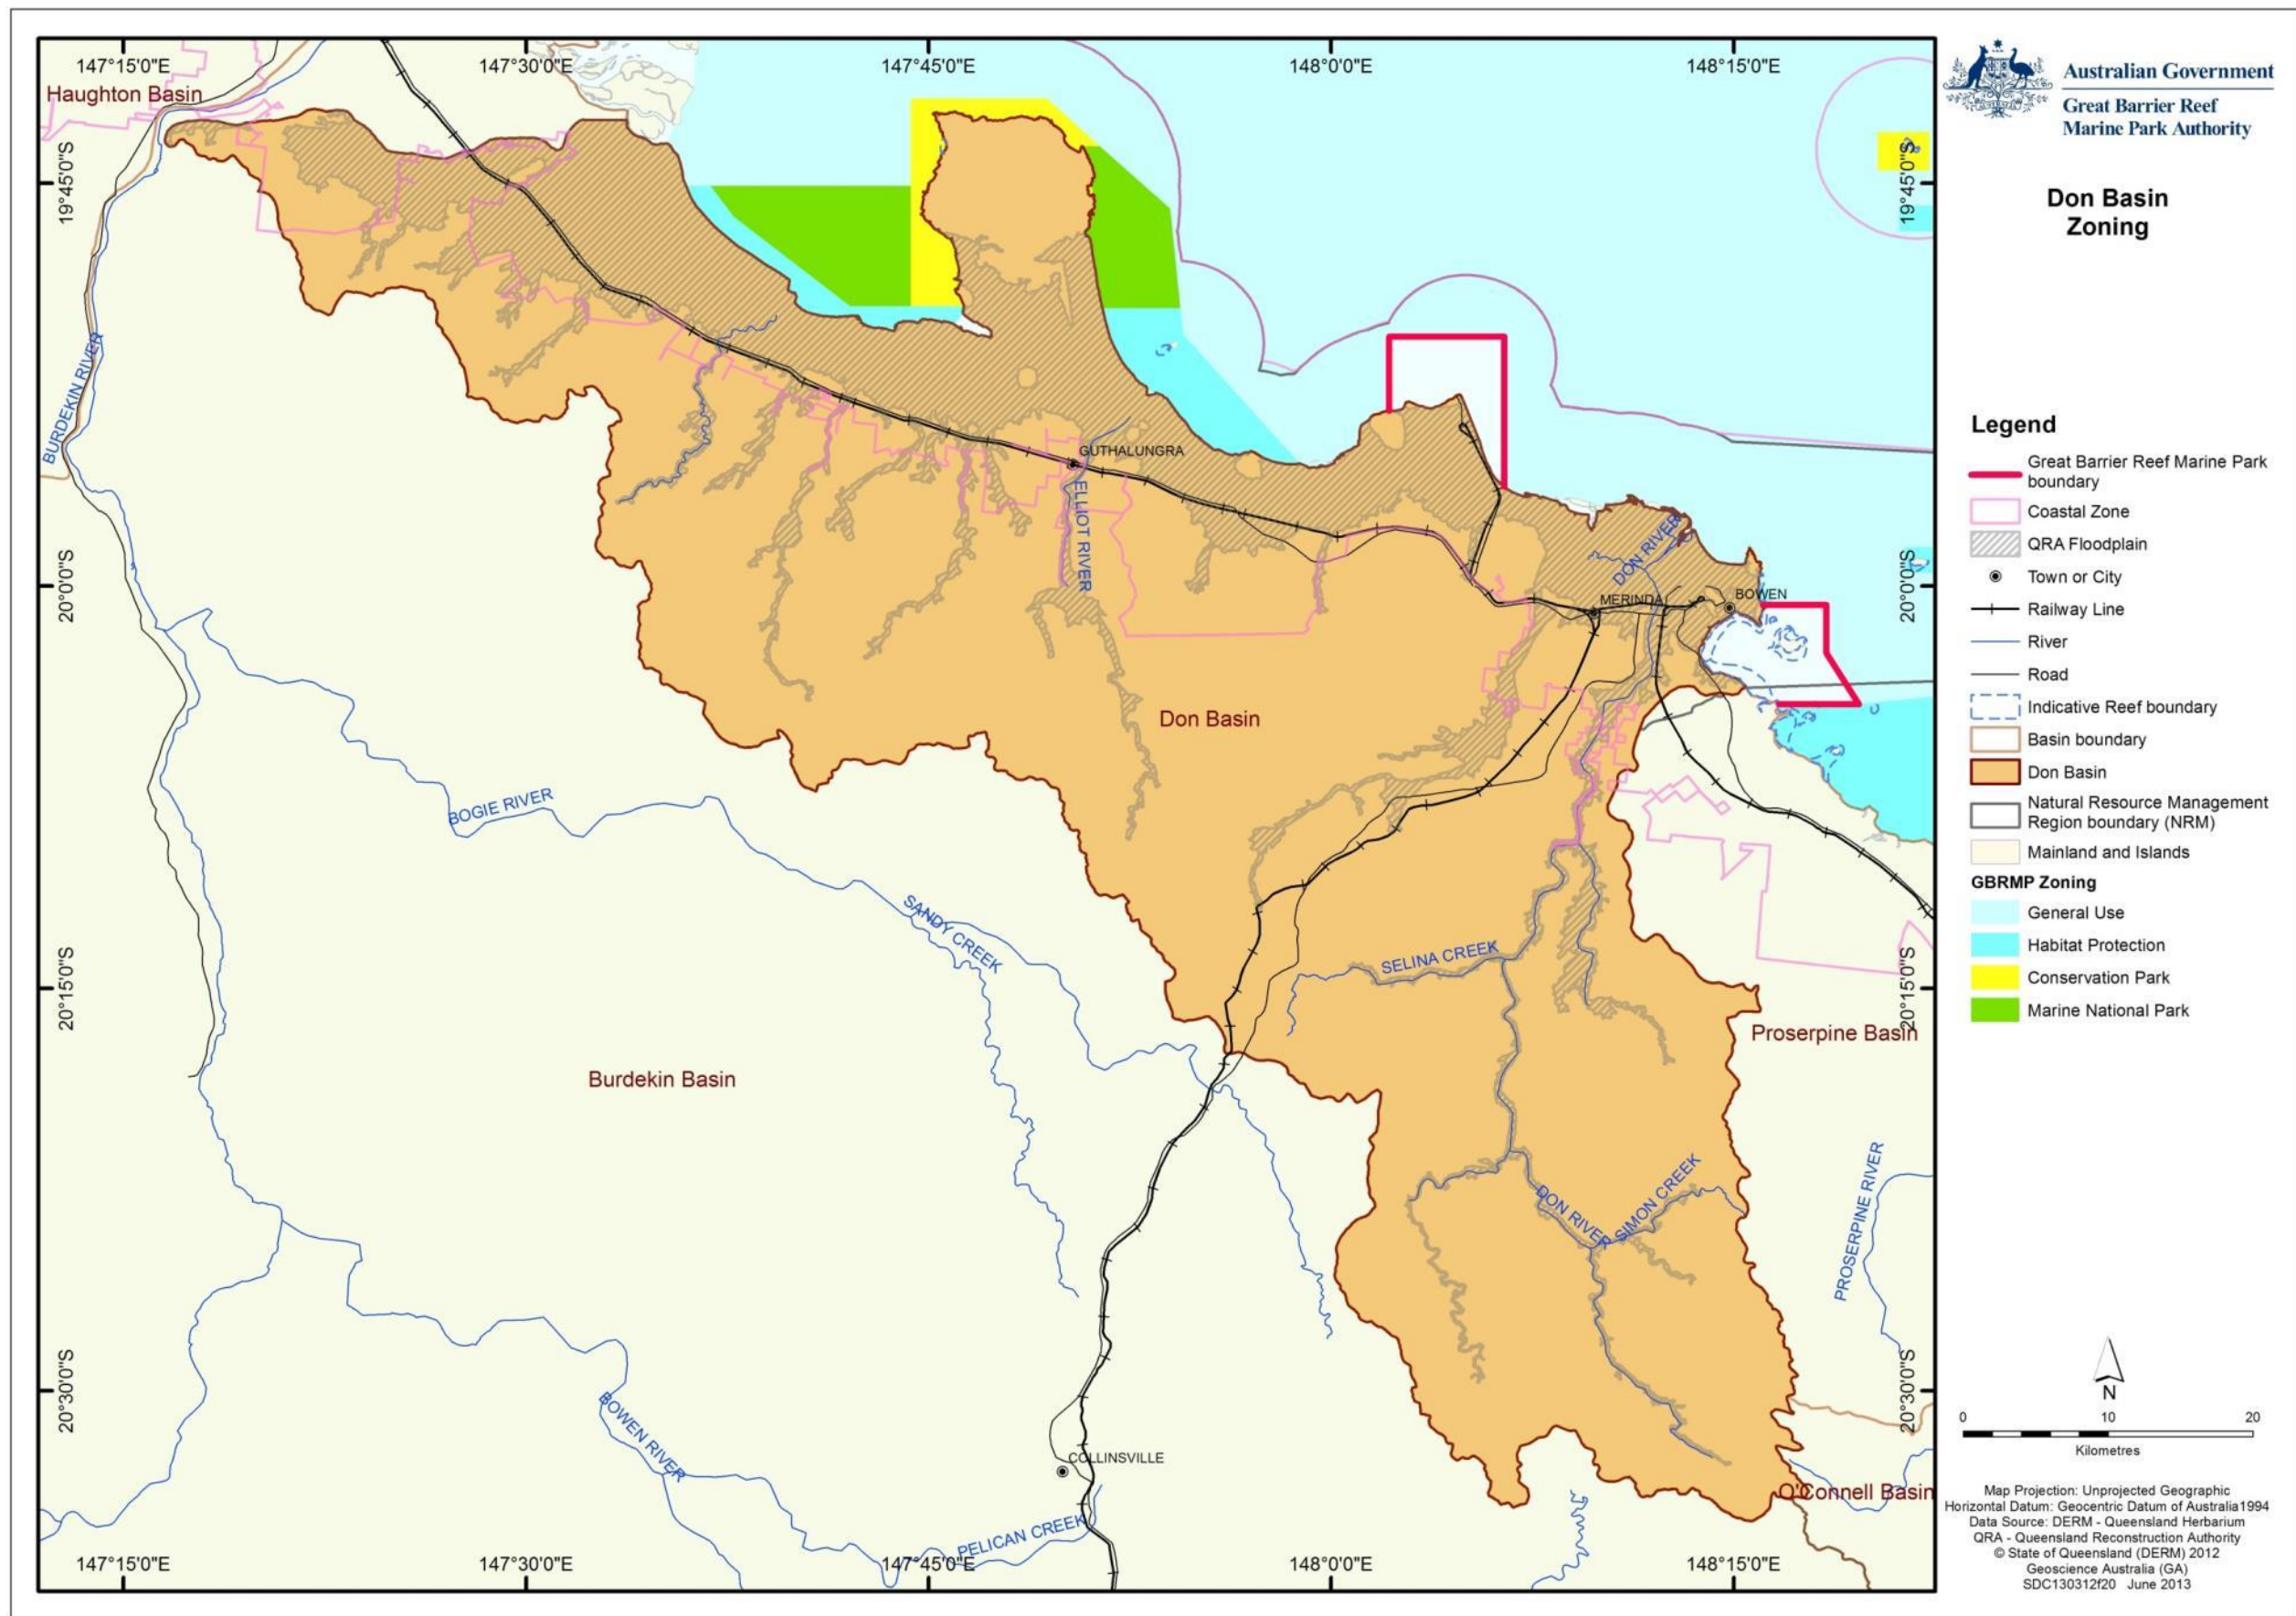 147°15'0"E
147°30'0"E
147°45'0"E
148°0'0"E
148°15'0"E
Haughton Basin
19°45'0"S
19°45'0"S
BURDEKIN RIVER
GUTHALUNGRA
ELLIOT RIVER
DON RIVER
MERINDA
BOWEN
20°0'0"S
20°0'0"S
Don Basin
BOGIE RIVER
SANDY CREEK
SELINA CREEK
20°15'0"S
20°15'0"S
Proserpine Basin
Burdekin Basin
DON RIVER
SIMON CREEK
PROSERPINE RIVER
20°30'0"S
20°30'0"S
BOWEN RIVER
COLLINSVILLE
O'Connell Basin
PELICAN CREEK
147°15'0"E
147°30'0"E
147°45'0"E
148°0'0"E
148°15'0"E
Australian Government
Great Barrier Reef
Marine Park Authority
Don Basin
Zoning
Legend
Great Barrier Reef Marine Park
boundary
Coastal Zone
QRA Floodplain
Town or City
Railway Line
River
Road
Indicative Reef boundary
Basin boundary
Don Basin
Natural Resource Management
Region boundary (NRM)
Mainland and Islands
GBRMP Zoning
General Use
Habitat Protection
Conservation Park
Marine National Park
N
0 10 20
Kilometres
Map Projection: Unprojected Geographic
Horizontal Datum: Geocentric Datum of Australia1994
Data Source: DERM - Queensland Herbarium
QRA - Queensland Reconstruction Authority
© State of Queensland (DERM) 2012
Geoscience Australia (GA)
SDC130312f20 June 2013